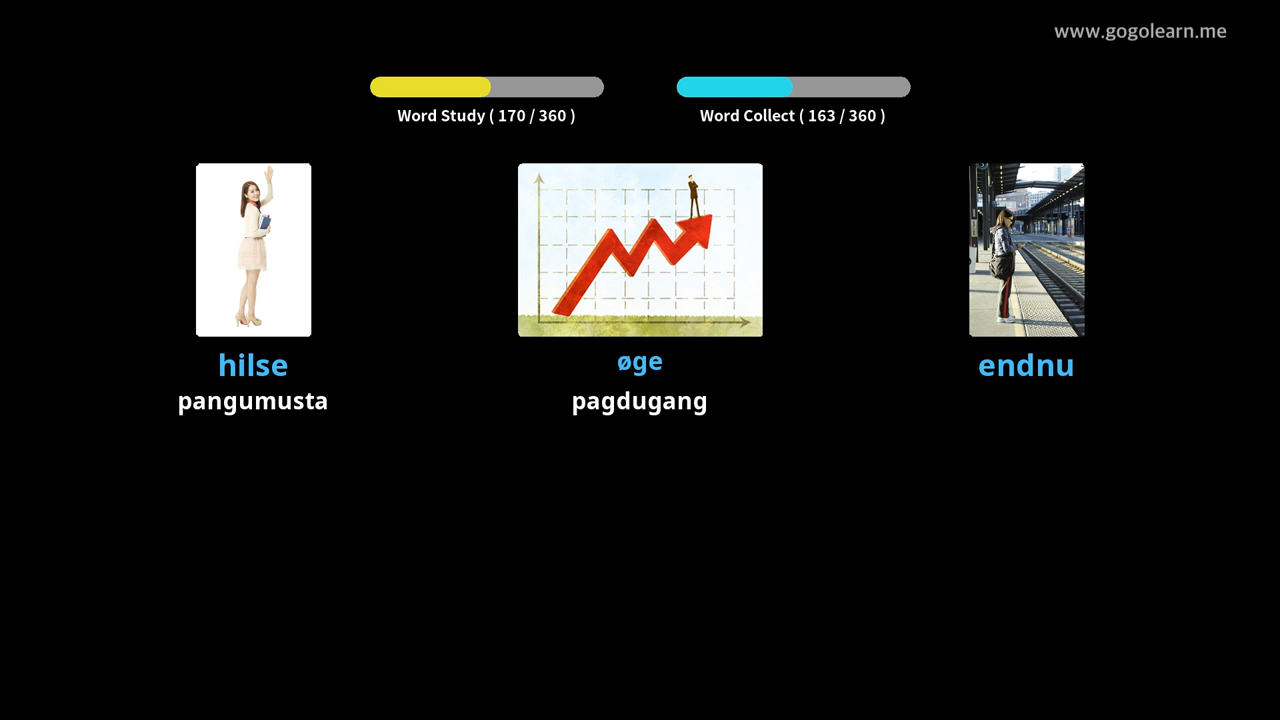 www.gogolearn.me
Word Study ( 170 / 360 )
Word Collect ( 163 / 360 )
hilse
pangumusta
øge
pagdugang
endnu